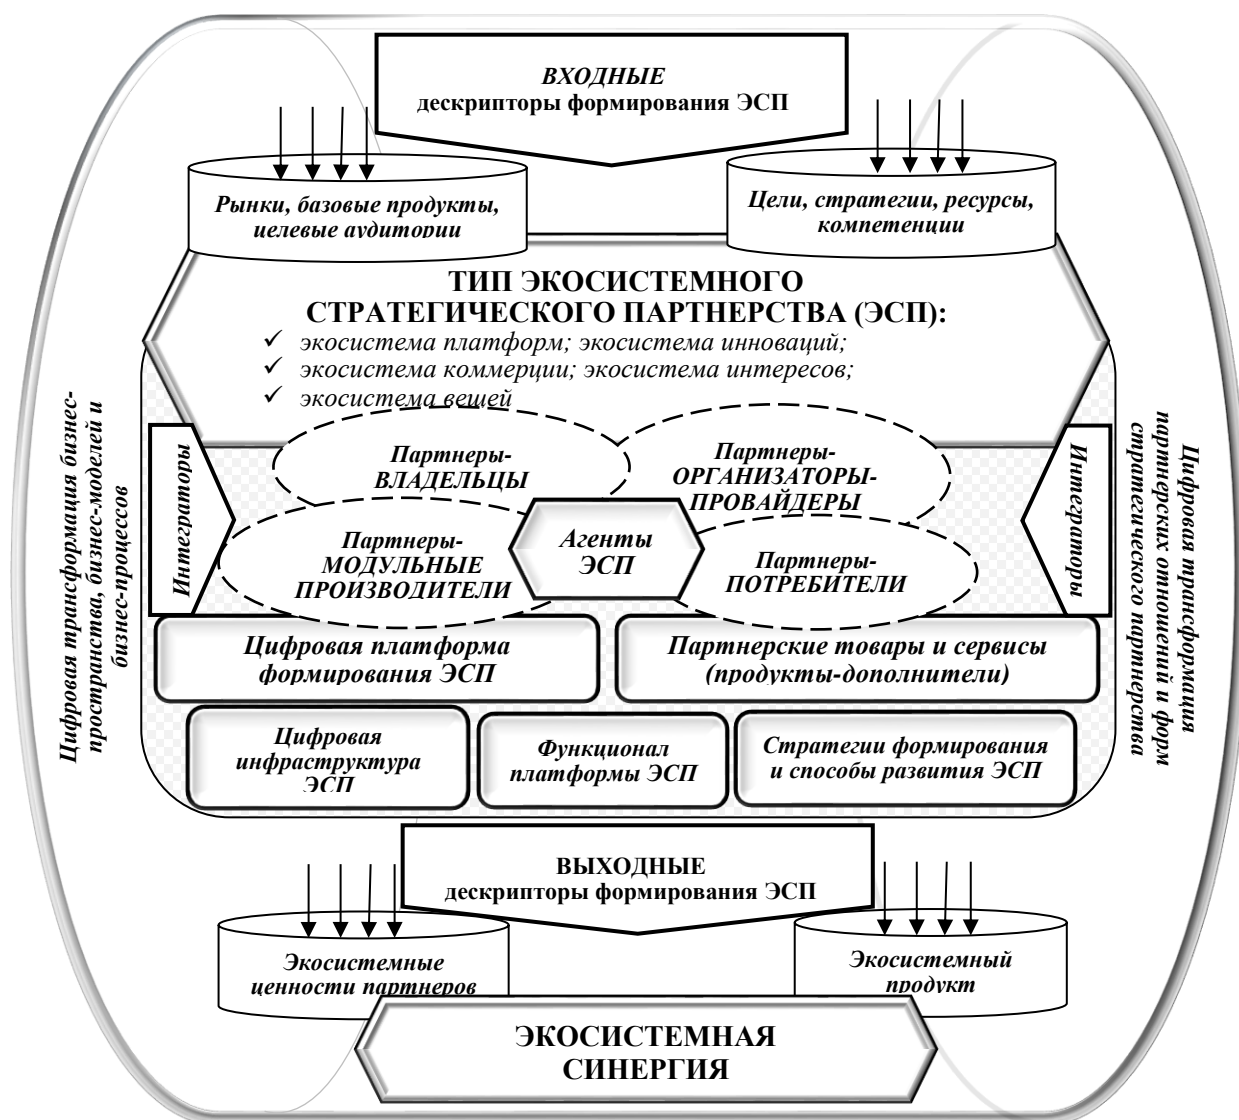 ВХОДНЫЕ
дескрипторы формирования ЭСП
Рынки, базовые продукты,
целевые аудитории
Цели, стратегии, ресурсы,
компетенции
ТИП ЭКОСИСТЕМНОГО
СТРАТЕГИЧЕСКОГО ПАРТНЕРСТВА (ЭСП):
✓ экосистема платформ; экосистема инноваций;
✓ экосистема коммерции; экосистема интересов;
✓ экосистема вещей
Цифровая трансформация бизнес-
пространства, бизнес-моделей и
бизнес-процессов
Интеграторы
Партнеры-
ВЛАДЕЛЬЦЫ
Партнеры-
ОРГАНИЗАТОРЫ-
ПРОВАЙДЕРЫ
Партнеры-
МОДУЛЬНЫЕ
ПРОИЗВОДИТЕЛИ
Агенты
ЭСП
Партнеры-
ПОТРЕБИТЕЛИ
Интеграторы
Цифровая трансформация
партнерских отношений и форм
стратегического партнерства
Цифровая платформа
формирования ЭСП
Партнерские товары и сервисы
(продукты-дополнители)
Цифровая
инфраструктура
ЭСП
Функционал
платформы ЭСП
Стратегии формирования
и способы развития ЭСП
ВЫХОДНЫЕ
дескрипторы формирования ЭСП
Экосистемные
ценности партнеров
Экосистемный
продукт
ЭКОСИСТЕМНАЯ
СИНЕРГИЯ